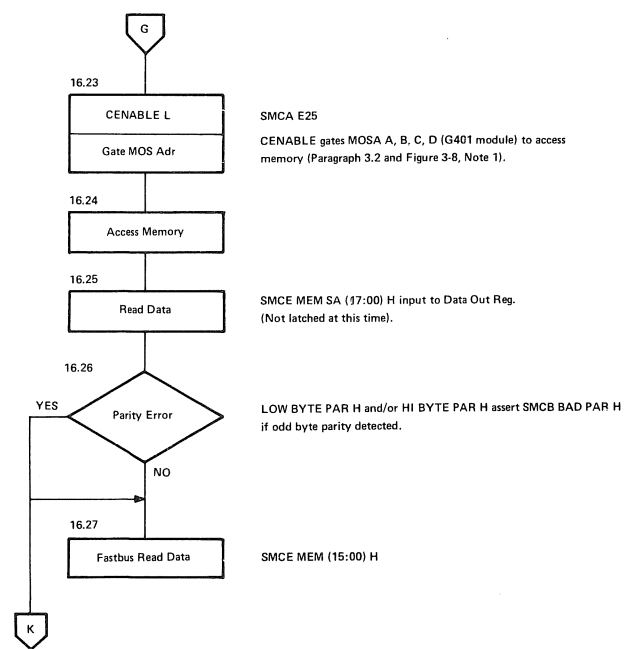 G
16.23
CENABLE L
SMCA E25
Gate MOS Adr
CENABLE gates MOSA A, B, C, D (G401 module) to access
memory (Paragraph 3.2 and Figure 3-8, Note 1).
16.24
Access Memory
16.25
Read Data
SMCE MEM SA (17:00) H input to Data Out Reg.
(Not latched at this time).
16.26
YES
Parity Error
LOW BYTE PAR H and/or HI BYTE PAR H assert SMCB BAD PAR H
if odd byte parity detected.
NO
16.27
Fastbus Read Data
SMCE MEM (15:00) H
K